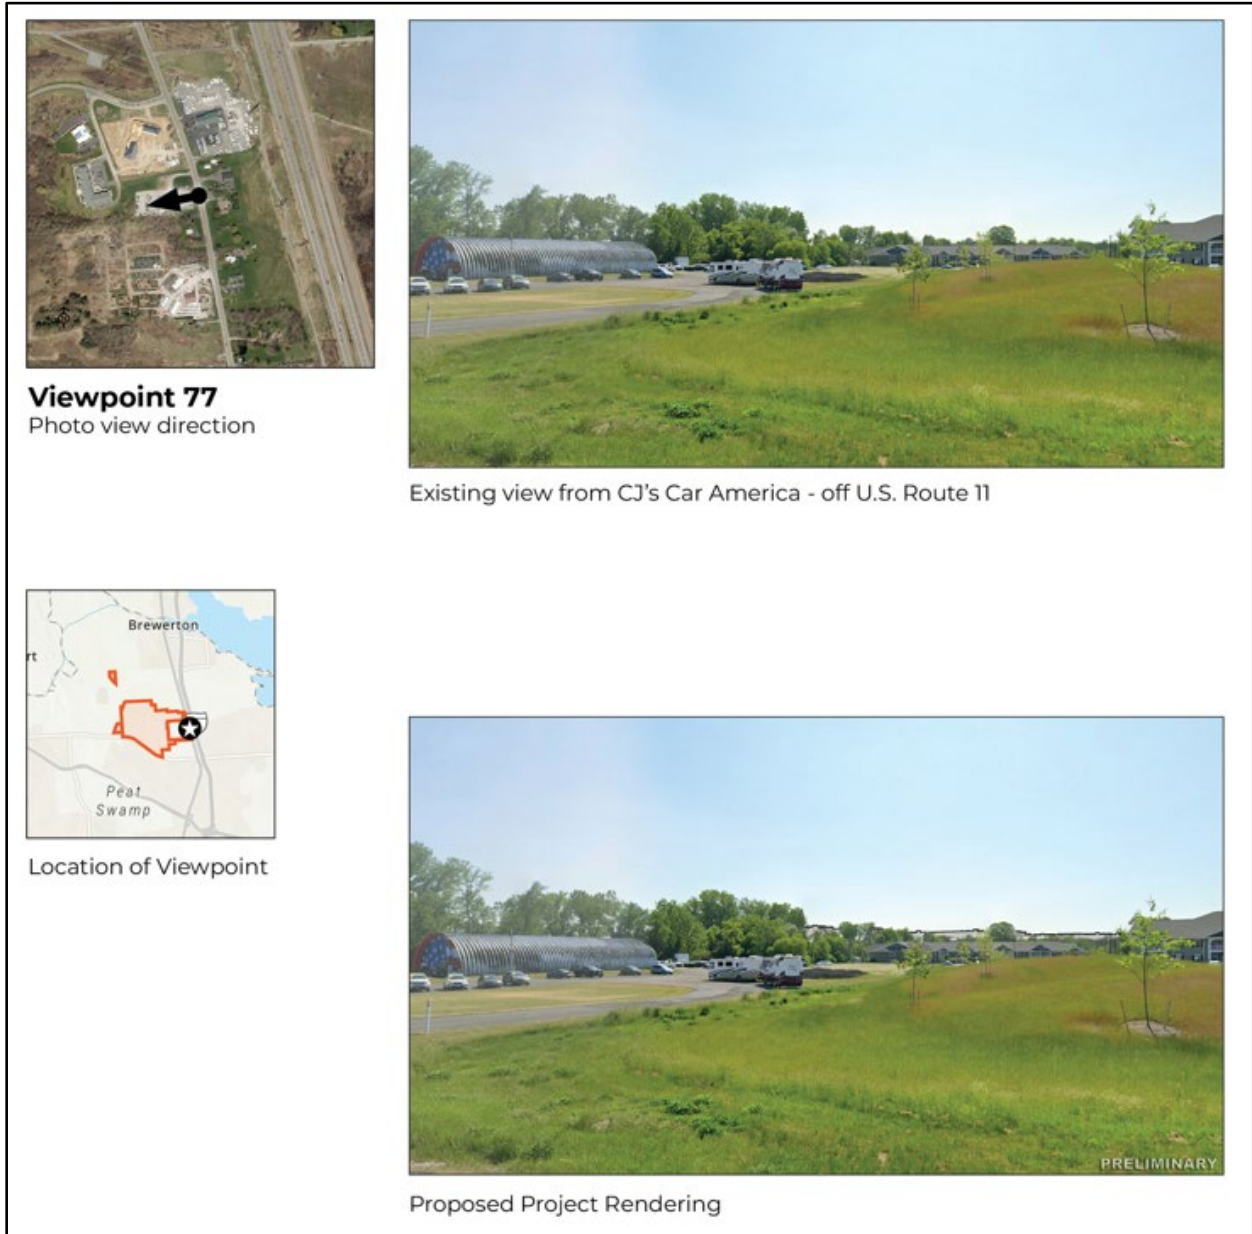 Viewpoint 77
Photo view direction
Existing view from CJ's Car America - off U.S. Route 11
Brewerton
rt
Peat
Swamp
Location of Viewpoint
PRELIMINARY
Proposed Project Rendering